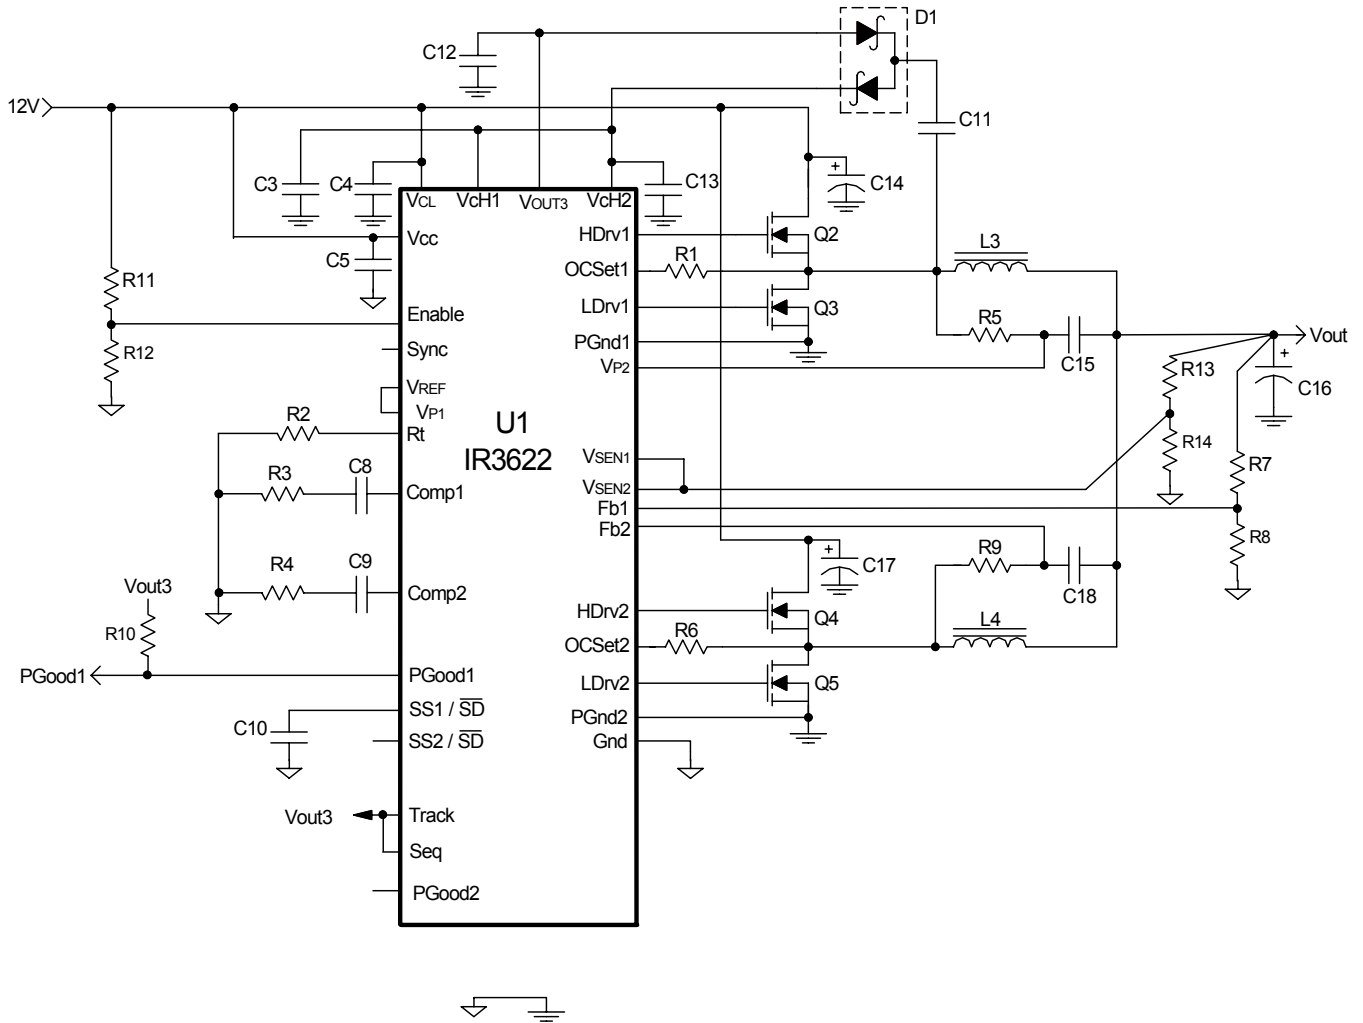 D1
C12
12V
C11
C3
C4
C13
C14
VCL
VcH1
VOUT3
VcH2
Vcc
HDrv1
Q2
C5
OCSet1
R1
L3
R11
LDrv1
Q3
Enable
R5
Vout
R12
Sync
PGnd1
+
C15
R13
C16
VP2
VREF
VP1
R2
Rt
U1
IR3622
R14
VSEN1
R7
R3
C8
Comp1
VSEN2
Fb1
Fb2
R8
+
C17
R9
R4
C9
Comp2
C18
Vout3
HDrv2
Q4
R10
OCSet2
R6
L4
PGood1
PGood1
LDrv2
Q5
SS1 / SD
PGnd2
C10
SS2 / SD
Gnd
Vout3
Track
Seq
PGood2
+